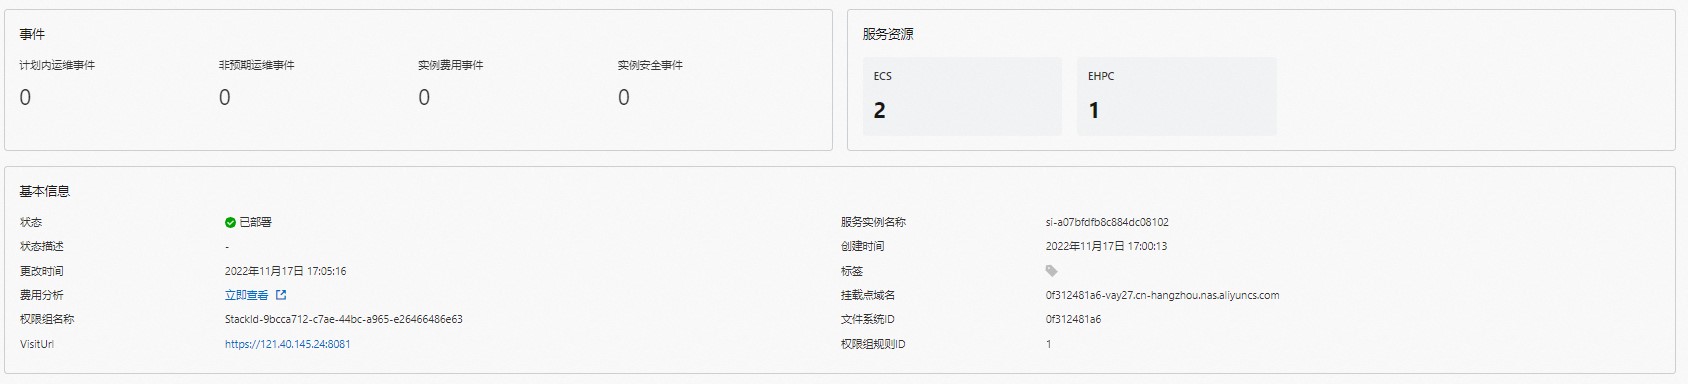 事件
计划内运维事件 非预期运维事件 实例费用事件 实例安全事件
0 0 0 0
服务资源
ECS EHPC
2 1
基本信息
状态 已部署 服务实例名称 si-a07bfdfb8c884dc08102
状态描述 - 创建时间 2022年11月17日 17:00:13
更改时间 2022年11月17日 17:05:16 标签
费用分析 立即查看 挂载点域名 0f312481a6-vay27.cn-hangzhou.nas.aliyuncs.com
权限组名称 StackId-9bcca712-c7ae-44bc-a965-e26466486e63 文件系统ID 0f312481a6
VisitUrl https://121.40.145.24:8081 权限组规则ID 1